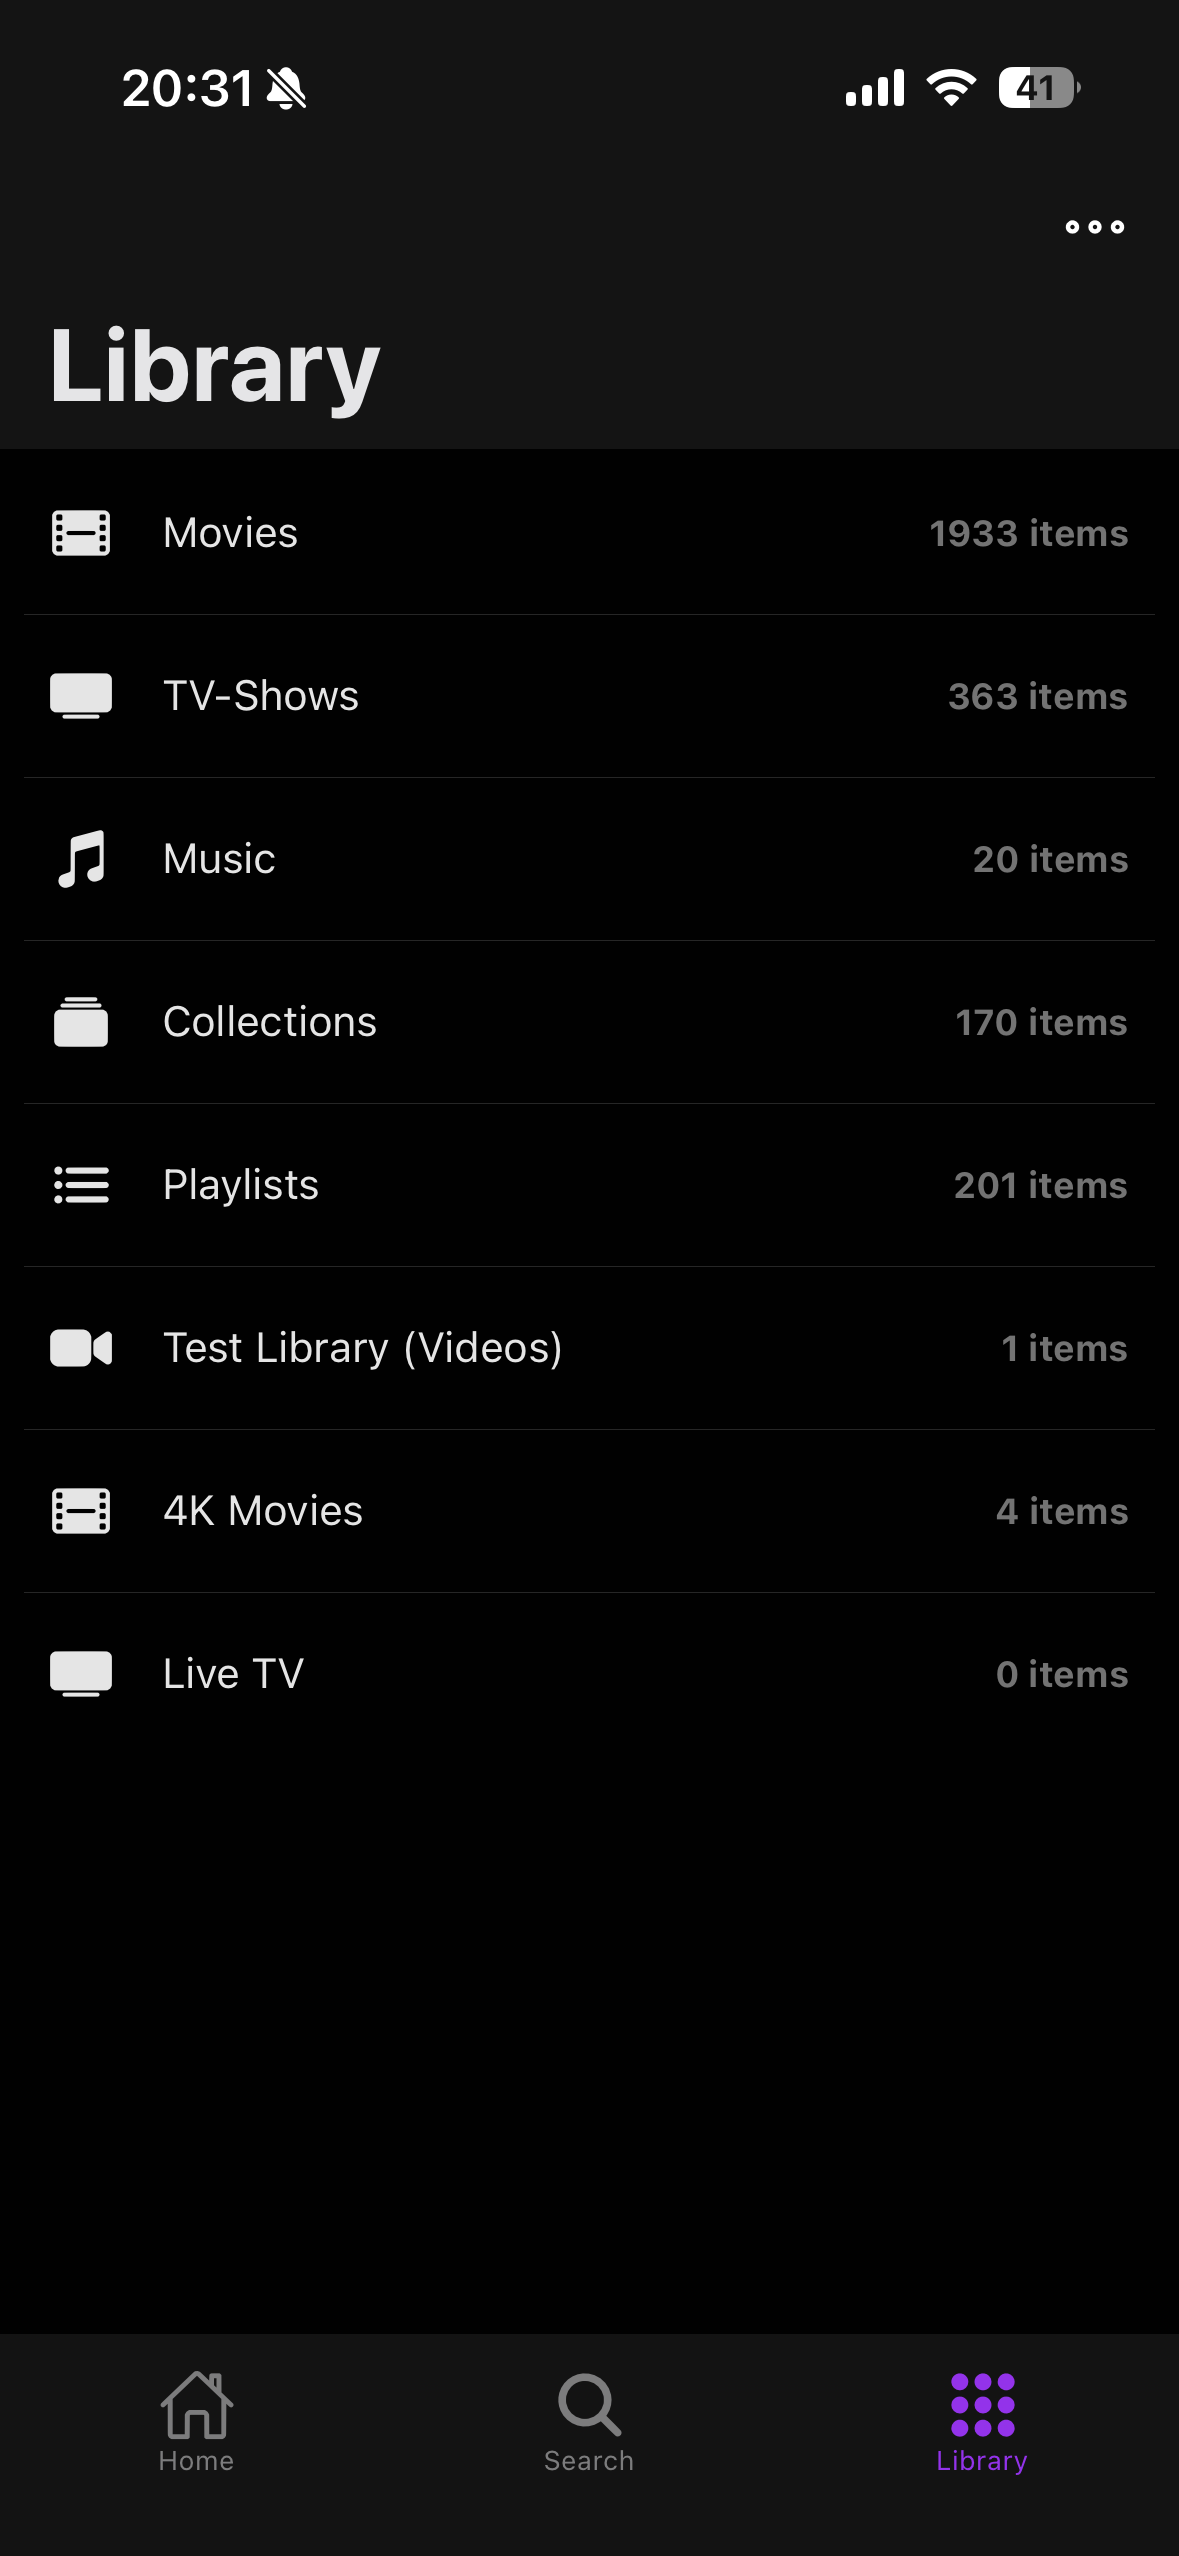 20:31
41
Library
Movies 1933 items
TV-Shows 363 items
Music 20 items
Collections 170 items
Playlists 201 items
Test Library (Videos) 1 items
4K Movies 4 items
Live TV 0 items
Home Search Library